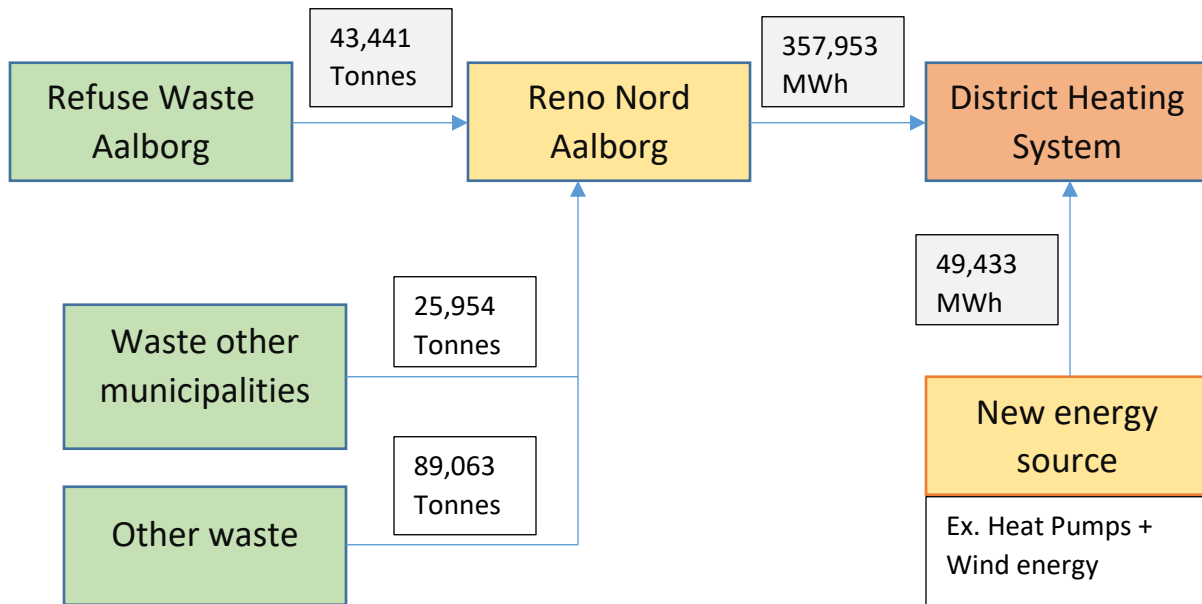 43,441
Tonnes
357,953
MWh
Refuse Waste
Aalborg
Reno Nord
Aalborg
District Heating
System
49,433
MWh
25,954
Tonnes
Waste other
municipalities
New energy
source
89,063
Tonnes
Other waste
Ex. Heat Pumps +
Wind energy